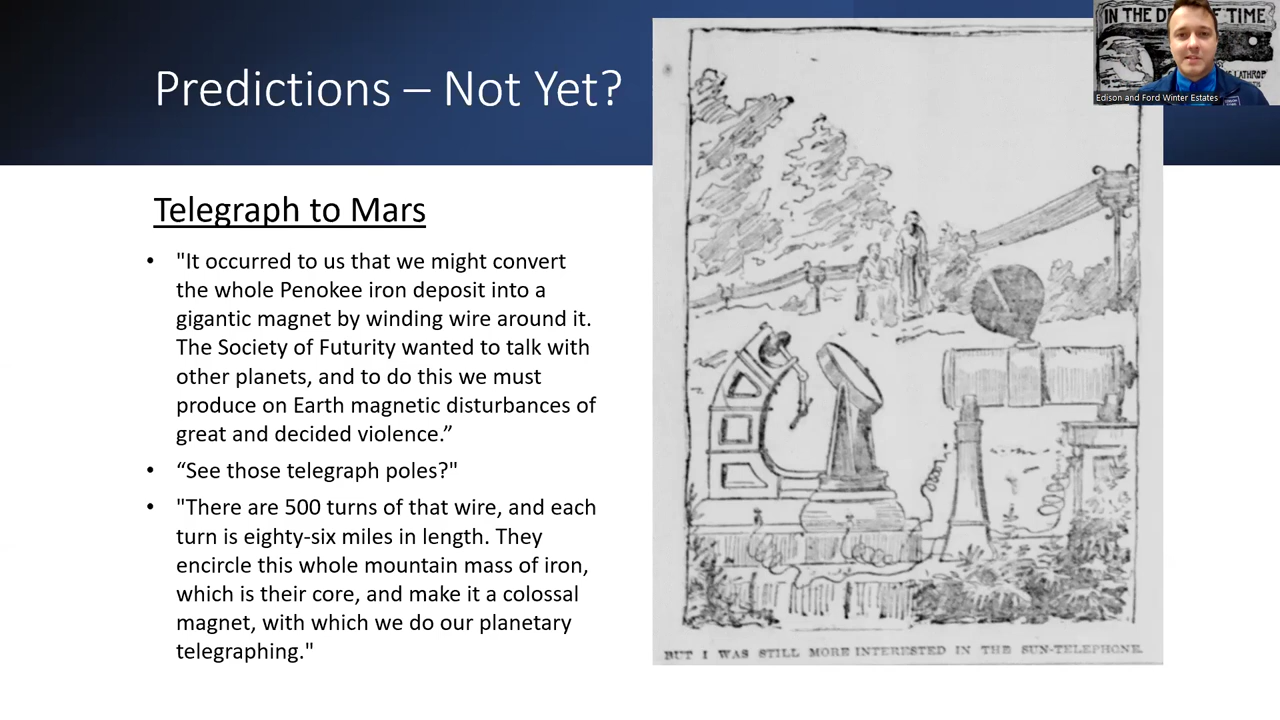 Predictions – Not Yet?
IN THE DE F TIME
LATHROP
Edison and Ford Winter Estates
Telegraph to Mars
• "It occurred to us that we might convert
the whole Penokee iron deposit into a
gigantic magnet by winding wire around it.
The Society of Futurity wanted to talk with
other planets, and to do this we must
produce on Earth magnetic disturbances of
great and decided violence.”
• “See those telegraph poles?"
• "There are 500 turns of that wire, and each
turn is eighty-six miles in length. They
encircle this whole mountain mass of iron,
which is their core, and make it a colossal
magnet, with which we do our planetary
telegraphing."
BUT I WAS STILL MORE INTERESTED IN THE SUN-TELEPHONE.